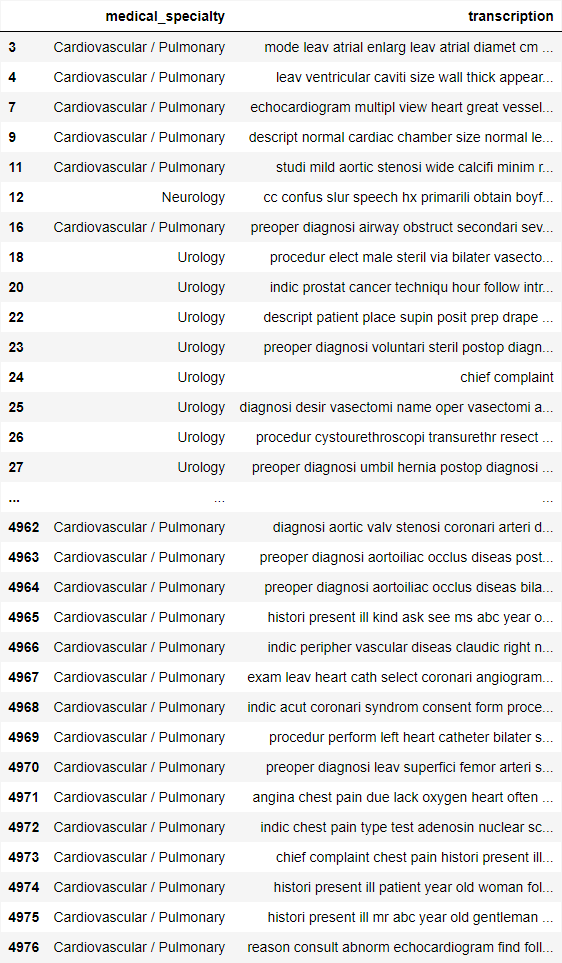 medical_specialty transcription
3 Cardiovascular / Pulmonary mode leav atrial enlarg leav atrial diamet cm ...
4 Cardiovascular / Pulmonary leav ventricular caviti size wall thick appear...
7 Cardiovascular / Pulmonary echocardiogram multipl view heart great vessel...
9 Cardiovascular / Pulmonary descript normal cardiac chamber size normal le...
11 Cardiovascular / Pulmonary studi mild aortic stenosi wide calcifi minim r...
12 Neurology cc confus slur speech hx primarili obtain boyf...
16 Cardiovascular / Pulmonary preoper diagnosi airway obstruct secondari sev...
18 Urology procedur elect male steril via bilater vasecto...
20 Urology indic prostat cancer techniqu hour follow intr...
22 Urology descript patient place supin posit prep drape ...
23 Urology preoper diagnosi voluntari steril postop diagn...
24 Urology chief complaint
25 Urology diagnosi desir vasectomi name oper vasectomi a...
26 Urology procedur cystourethroscopi transurethr resect ...
27 Urology preoper diagnosi umbil hernia postop diagnosi ...
... ... ...
4962 Cardiovascular / Pulmonary diagnosi aortic valv stenosi coronari arteri d...
4963 Cardiovascular / Pulmonary preoper diagnosi aortoiliac occlus diseas post...
4964 Cardiovascular / Pulmonary preoper diagnosi aortoiliac occlus diseas bila...
4965 Cardiovascular / Pulmonary histori present ill kind ask see ms abc year o...
4966 Cardiovascular / Pulmonary indic peripher vascular diseas claudic right n...
4967 Cardiovascular / Pulmonary exam leav heart cath select coronari angiogram...
4968 Cardiovascular / Pulmonary indic acut coronari syndrom consent form proce...
4969 Cardiovascular / Pulmonary procedur perform left heart catheter bilater s...
4970 Cardiovascular / Pulmonary preoper diagnosi leav superfici femor arteri s...
4971 Cardiovascular / Pulmonary angina chest pain due lack oxygen heart often ...
4972 Cardiovascular / Pulmonary indic chest pain type test adenosin nuclear sc...
4973 Cardiovascular / Pulmonary chief complaint chest pain histori present ill...
4974 Cardiovascular / Pulmonary histori present ill patient year old woman fol...
4975 Cardiovascular / Pulmonary histori present ill mr abc year old gentleman ...
4976 Cardiovascular / Pulmonary reason consult abnorm echocardiogram find foll...